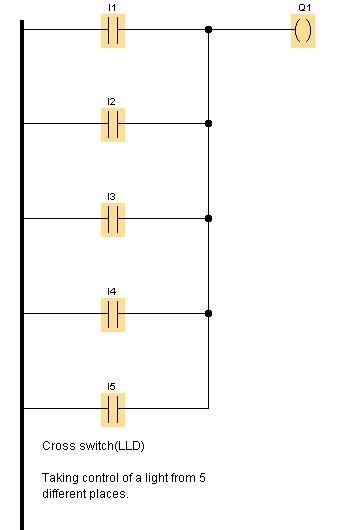 I1
Q1
I2
I3
I4
I5
Cross switch(LLD)
Taking control of a light from 5
different places.